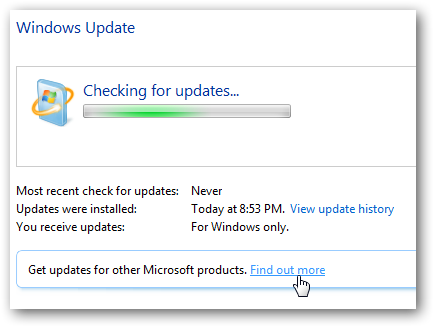 Windows Update
Checking for updates...
Most recent check for updates: Never
Updates were installed: Today at 8:53 PM. View update history
You receive updates: For Windows only.
Get updates for other Microsoft products. Find out more